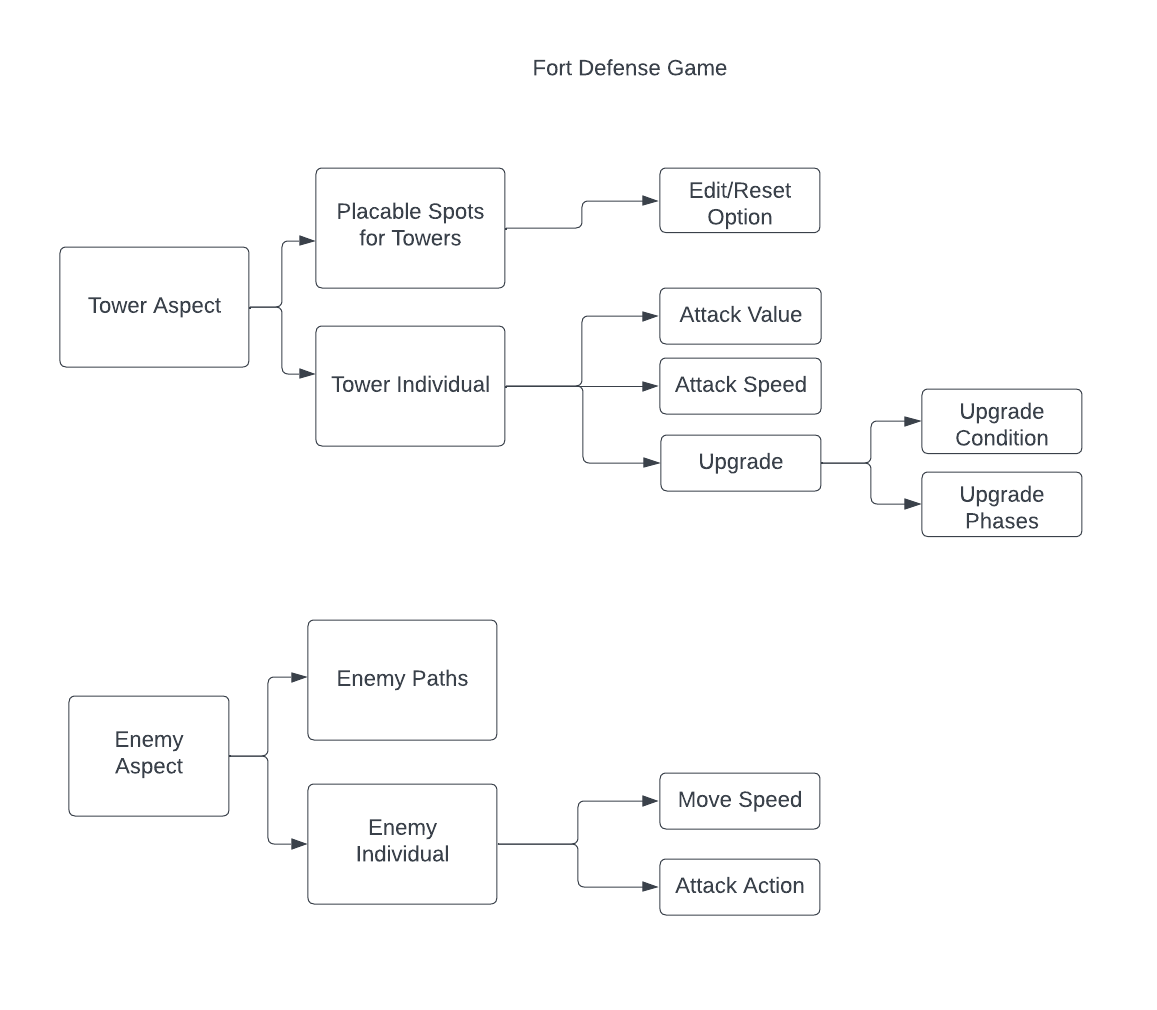 Fort Defense Game
Tower Aspect
Placable Spots
for Towers
Edit/Reset
Option
Tower Individual
Attack Value
Attack Speed
Upgrade
Upgrade
Condition
Upgrade
Phases
Enemy
Aspect
Enemy Paths
Enemy
Individual
Move Speed
Attack Action